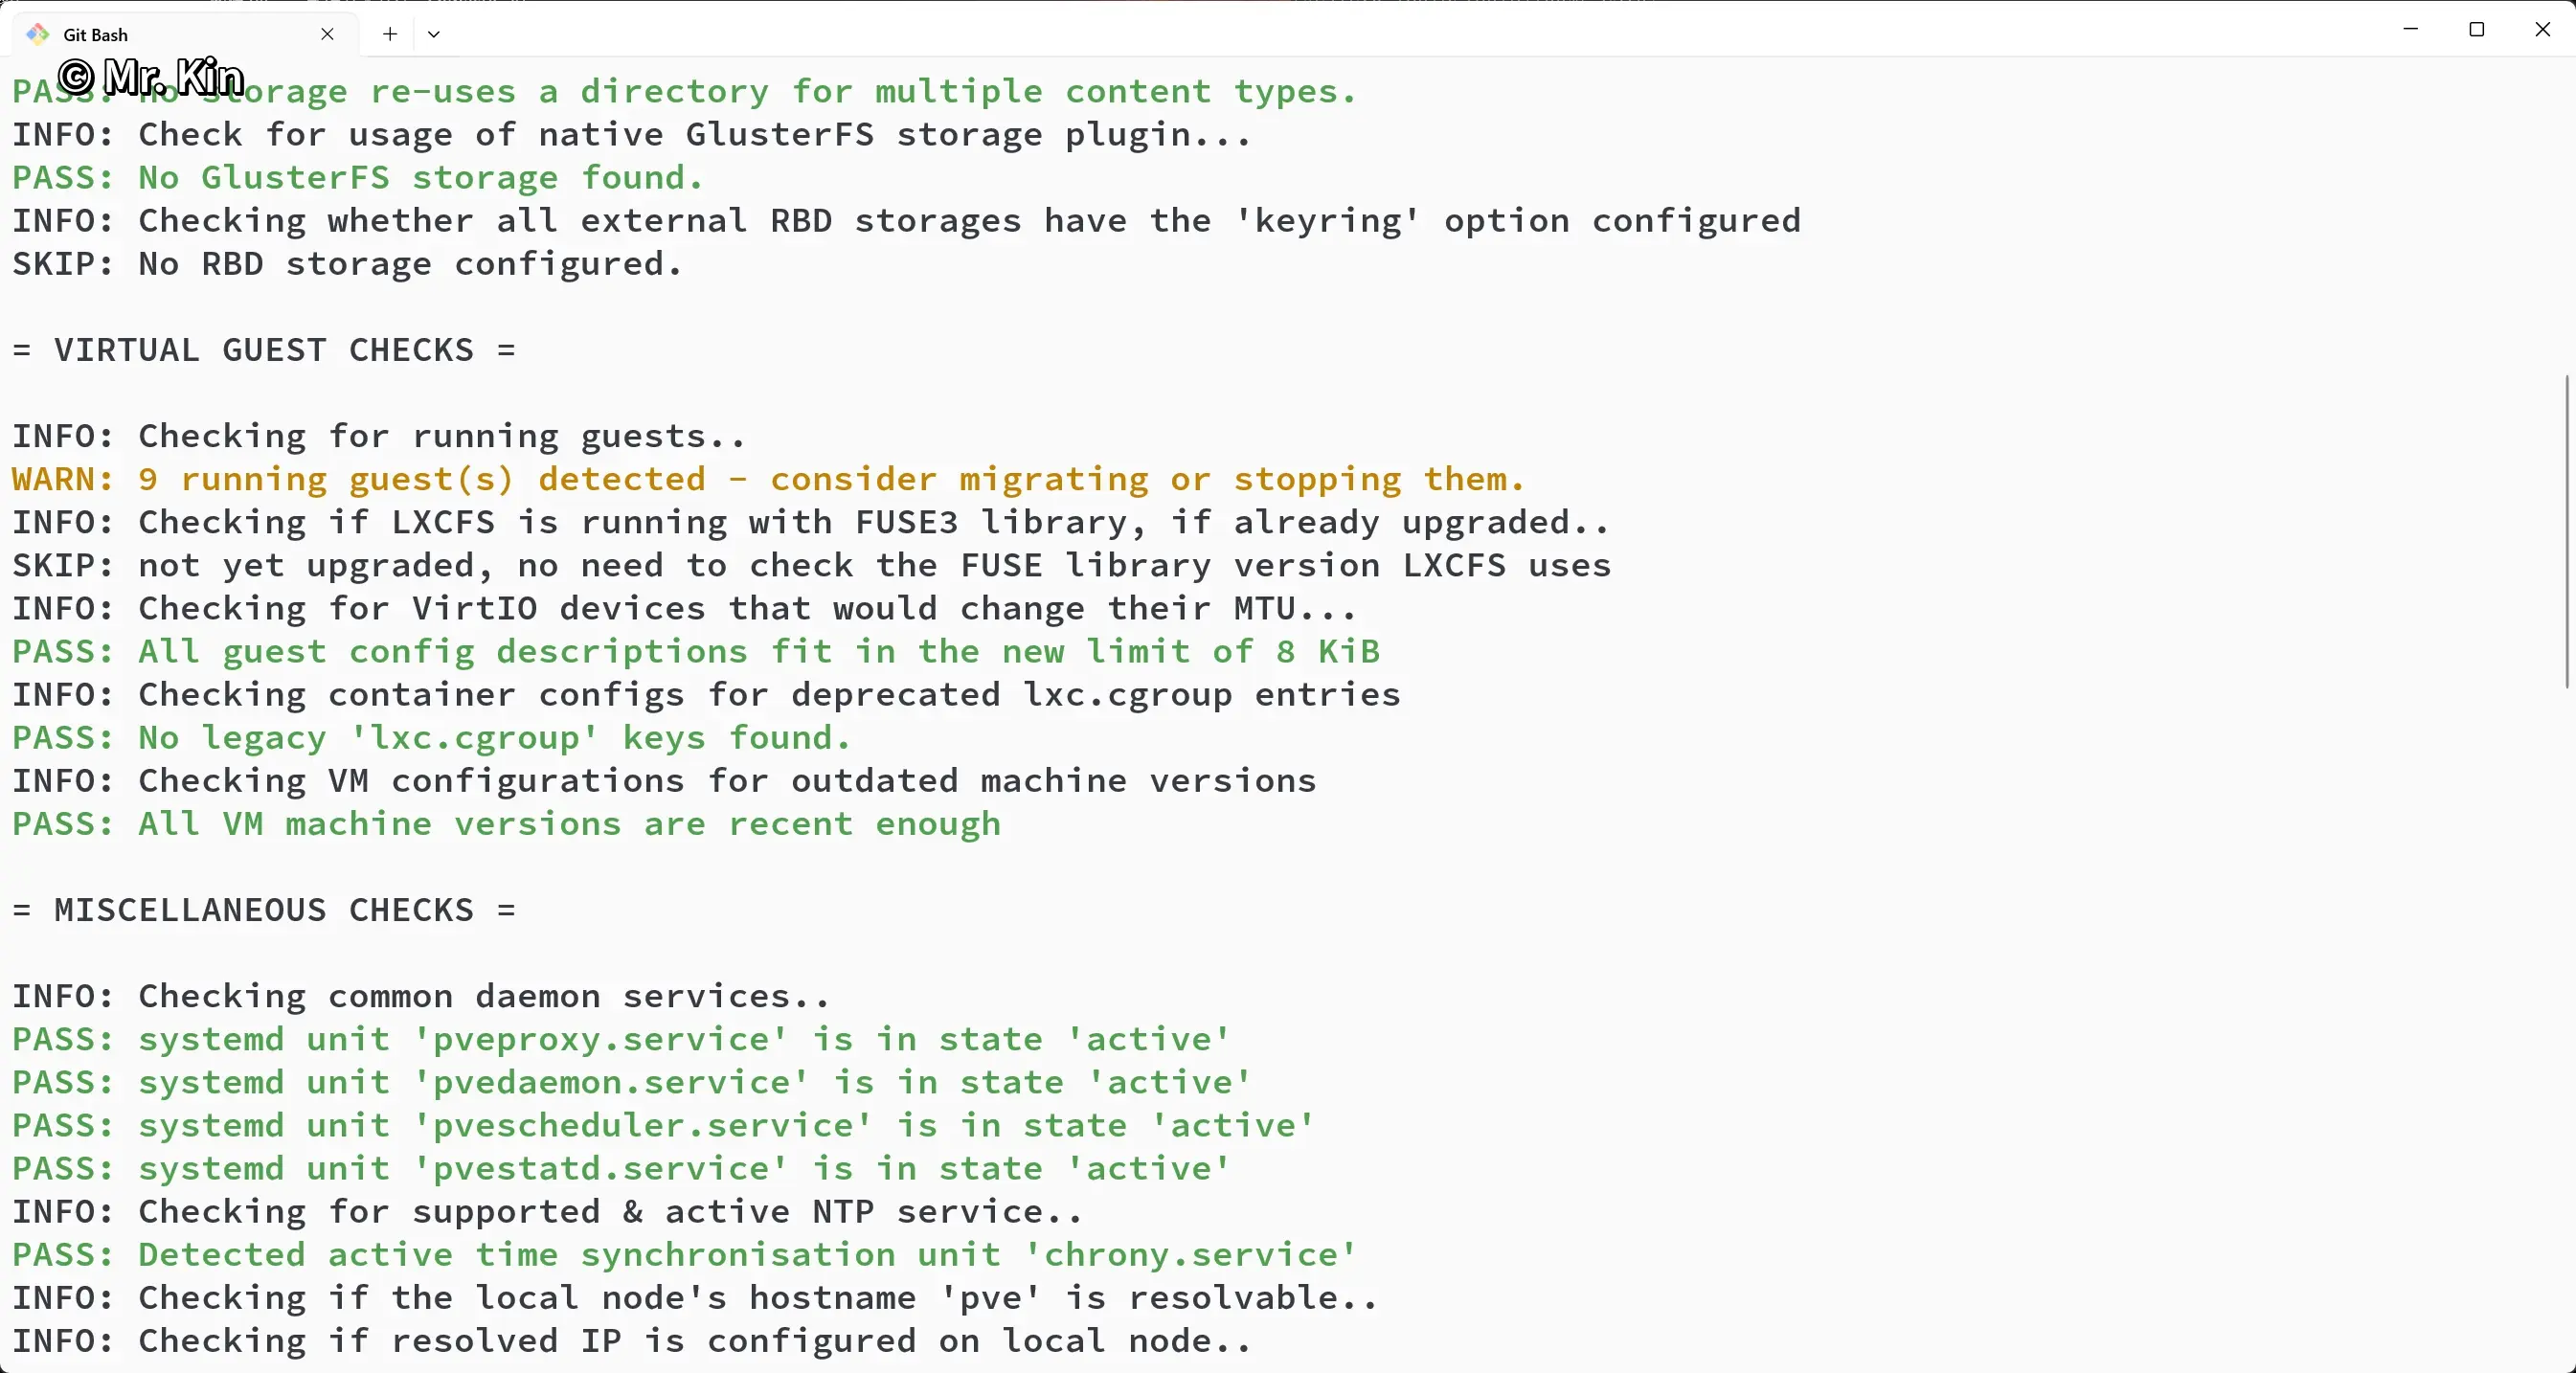 Git Bash
© Mr. Kin
PASS: no storage re-uses a directory for multiple content types.
INFO: Check for usage of native GlusterFS storage plugin...
PASS: No GlusterFS storage found.
INFO: Checking whether all external RBD storages have the 'keyring' option configured
SKIP: No RBD storage configured.
= VIRTUAL GUEST CHECKS =
INFO: Checking for running guests..
WARN: 9 running guest(s) detected - consider migrating or stopping them.
INFO: Checking if LXCFS is running with FUSE3 library, if already upgraded..
SKIP: not yet upgraded, no need to check the FUSE library version LXCFS uses
INFO: Checking for VirtIO devices that would change their MTU...
PASS: All guest config descriptions fit in the new limit of 8 KiB
INFO: Checking container configs for deprecated lxc.cgroup entries
PASS: No legacy 'lxc.cgroup' keys found.
INFO: Checking VM configurations for outdated machine versions
PASS: All VM machine versions are recent enough
= MISCELLANEOUS CHECKS =
INFO: Checking common daemon services..
PASS: systemd unit 'pveproxy.service' is in state 'active'
PASS: systemd unit 'pvedaemon.service' is in state 'active'
PASS: systemd unit 'pvescheduler.service' is in state 'active'
PASS: systemd unit 'pvestatd.service' is in state 'active'
INFO: Checking for supported & active NTP service..
PASS: Detected active time synchronisation unit 'chrony.service'
INFO: Checking if the local node's hostname 'pve' is resolvable..
INFO: Checking if resolved IP is configured on local node..